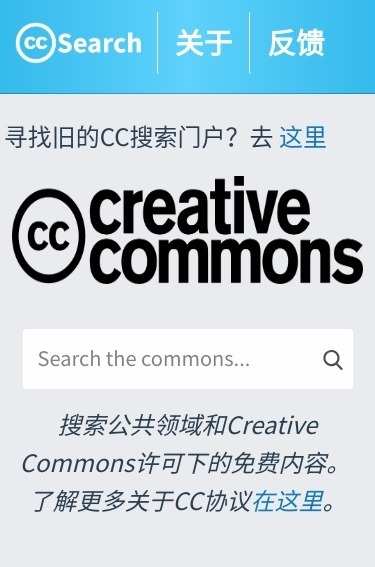 CC Search 关于 反馈
寻找旧的CC搜索门户？去 这里
CC creative
commons
Search the commons...
搜索公共领域和Creative
Commons许可下的免费内容。
了解更多关于CC协议在这里。